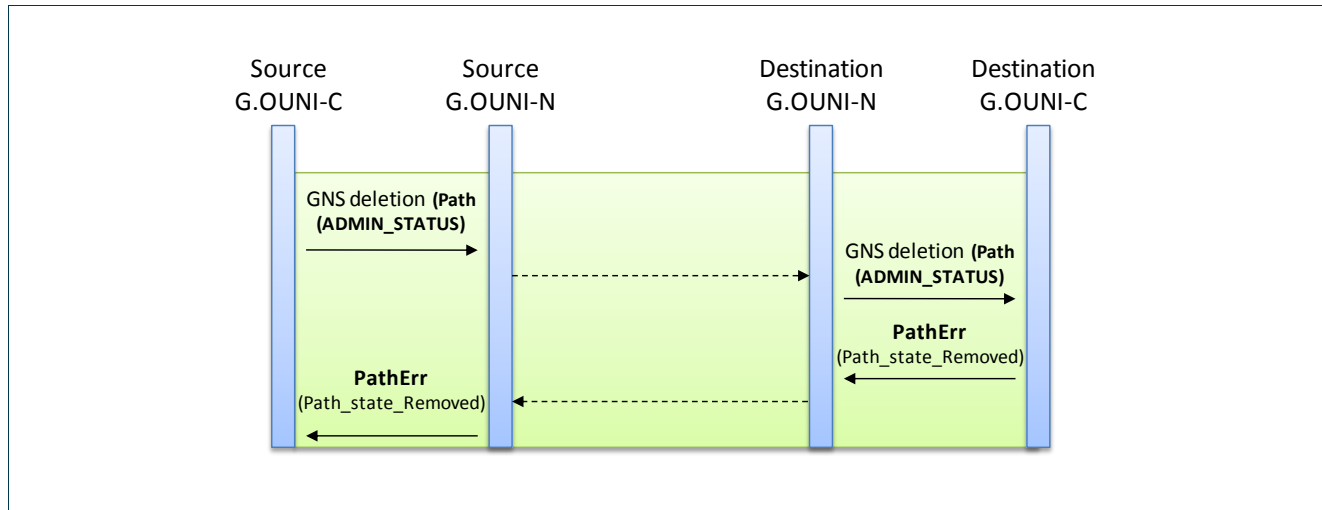 Source
G.OUNI-C
Source
G.OUNI-N
Destination
G.OUNI-N
Destination
G.OUNI-C
GNS deletion (Path
(ADMIN_STATUS)
GNS deletion (Path
(ADMIN_STATUS)
PathErr
(Path_state_Removed)
PathErr
(Path_state_Removed)